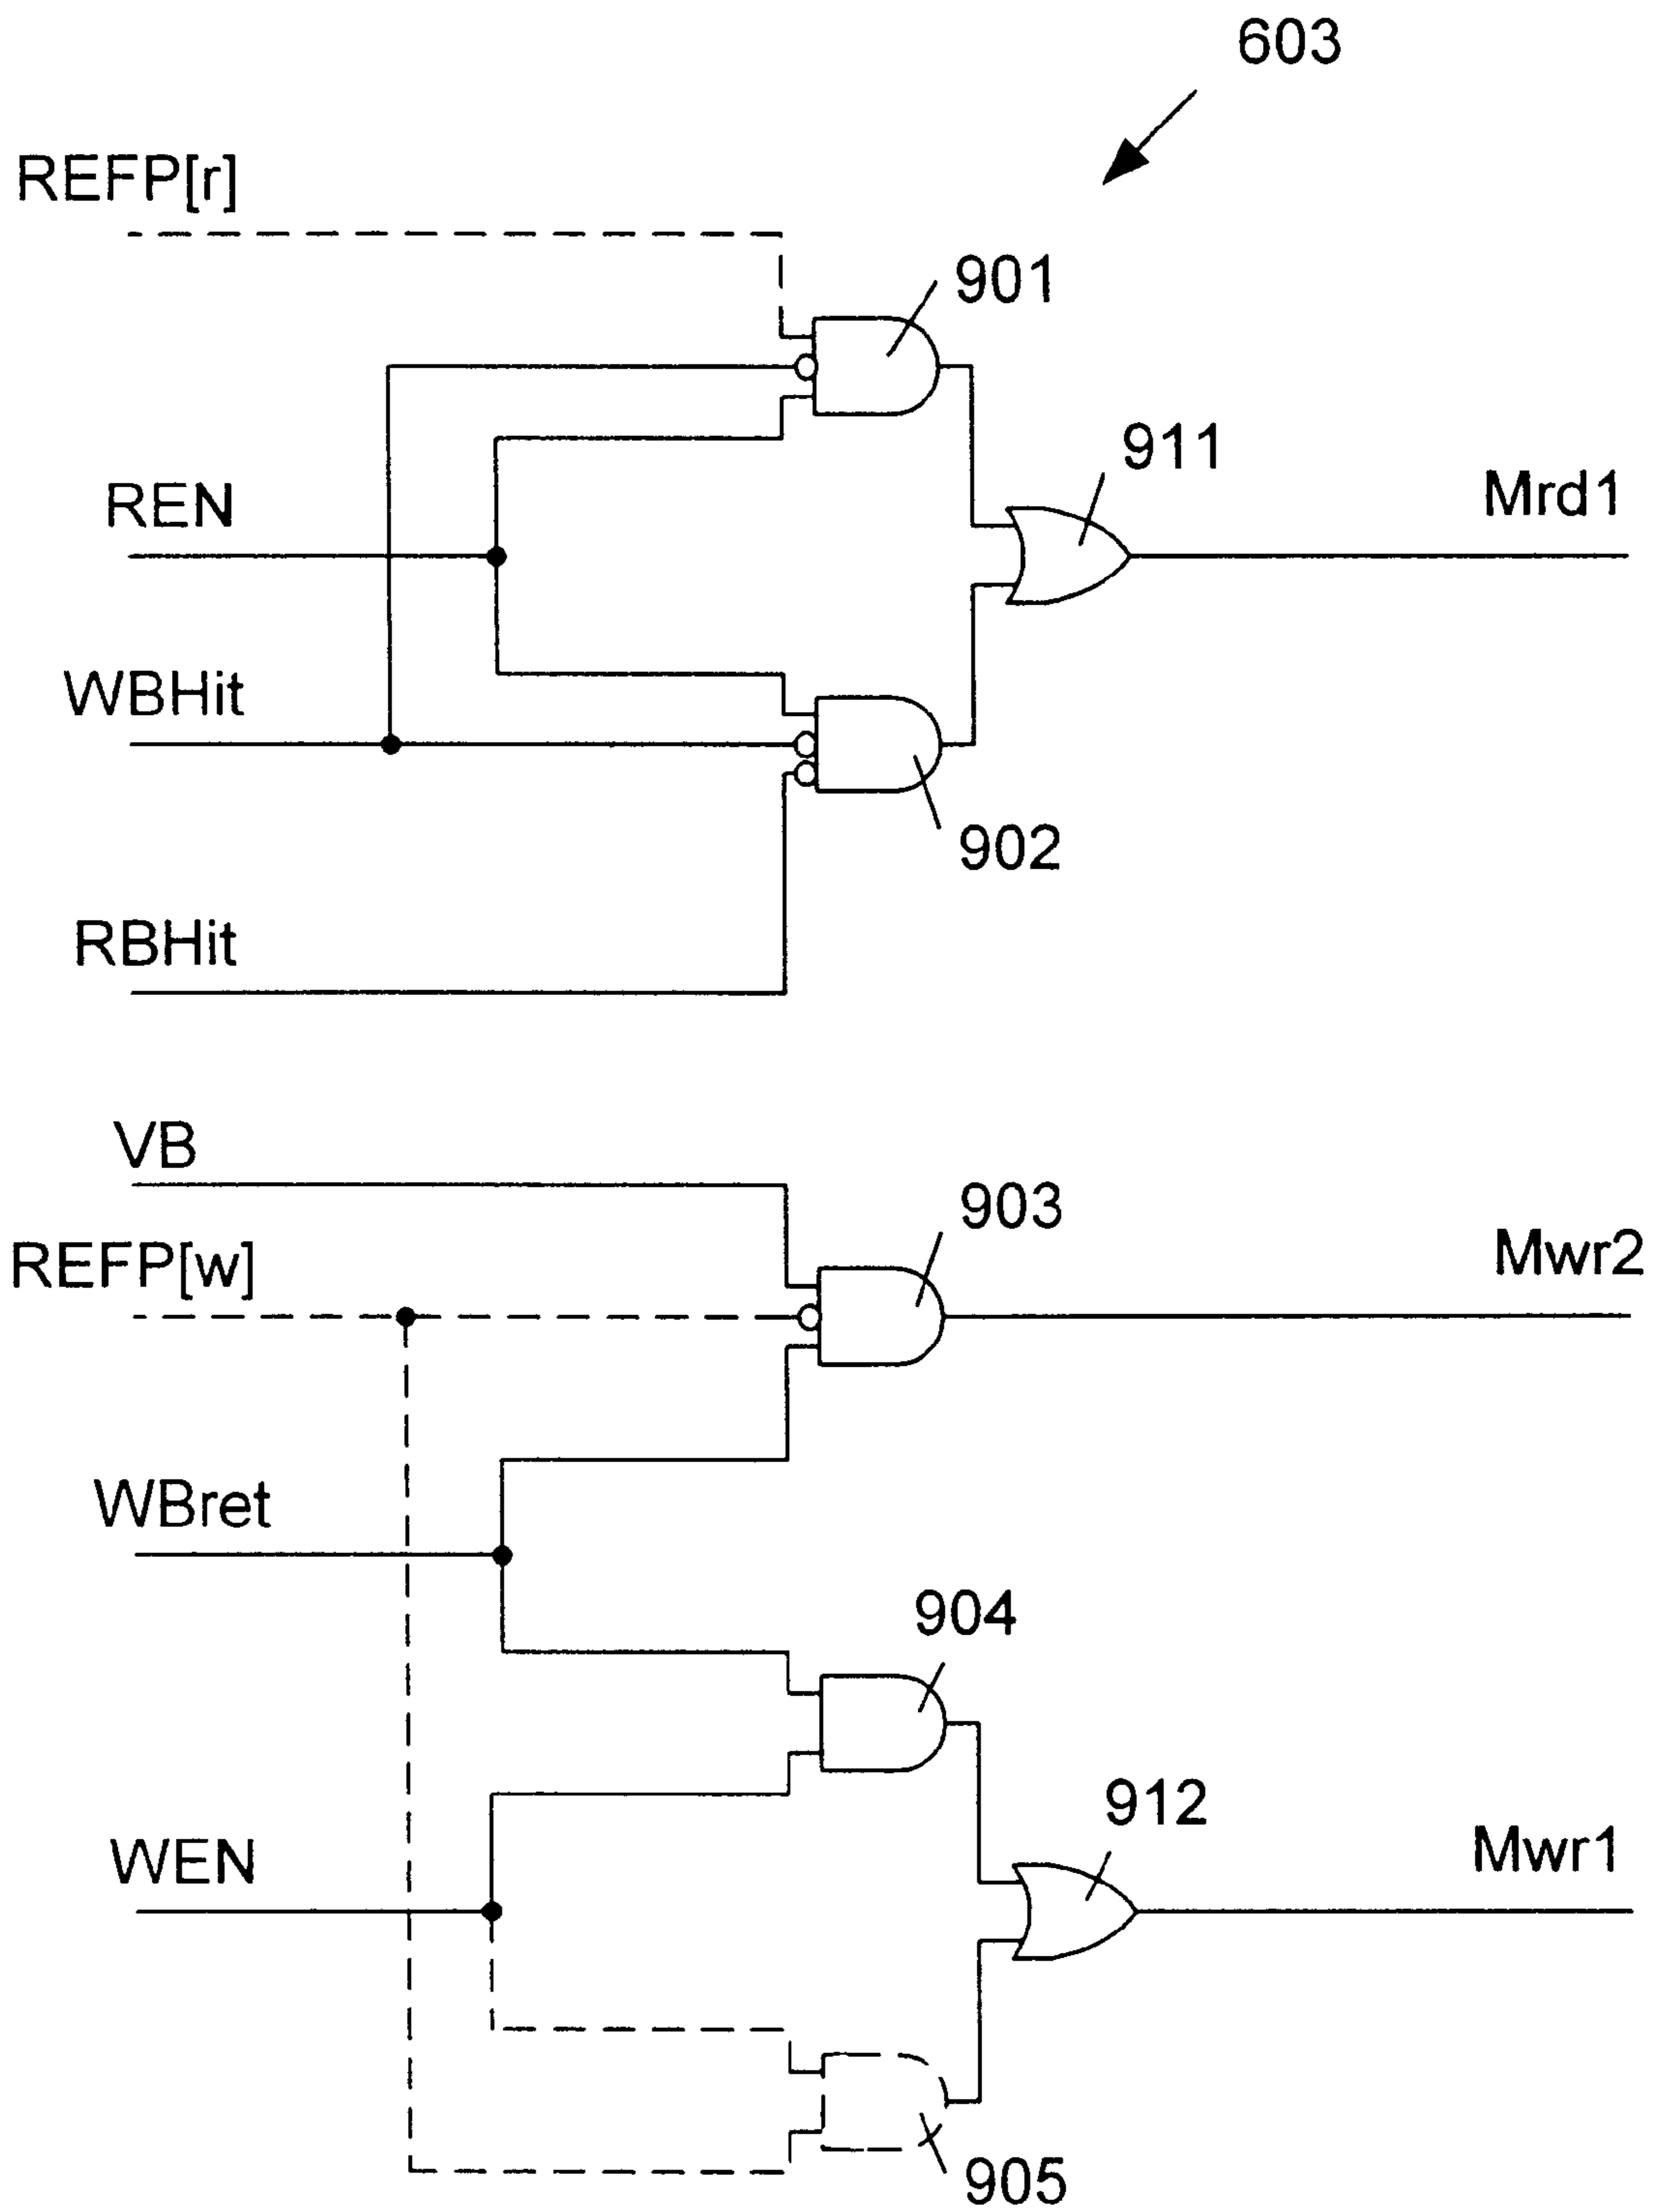 603
REFP[r]
901
911
REN
Mrd1
WBHit
902
RBHit
VB
903
REFP[w]
Mwr2
WBret
904
912
WEN
Mwr1
905